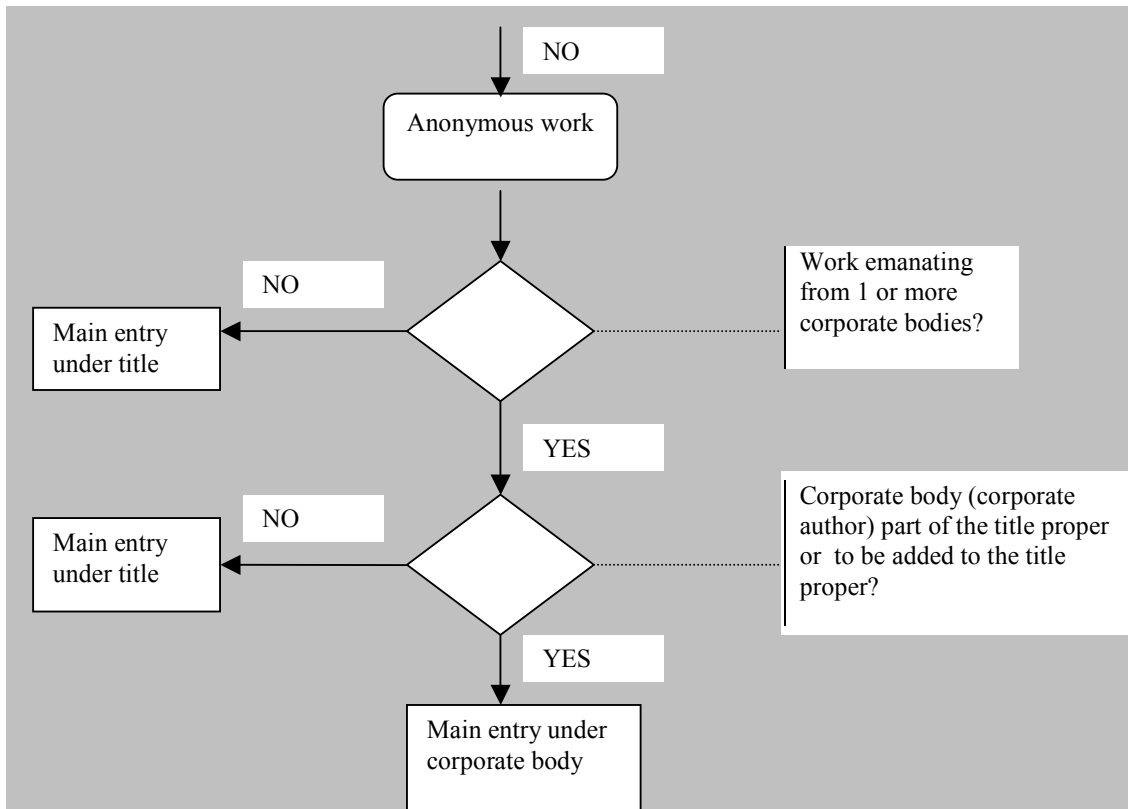 NO
Anonymous work
NO
Work emanating
from 1 or more
corporate bodies?
Main entry
under title
YES
NO
Corporate body (corporate
author) part of the title proper
or to be added to the title
proper?
Main entry
under title
YES
Main entry under
corporate body